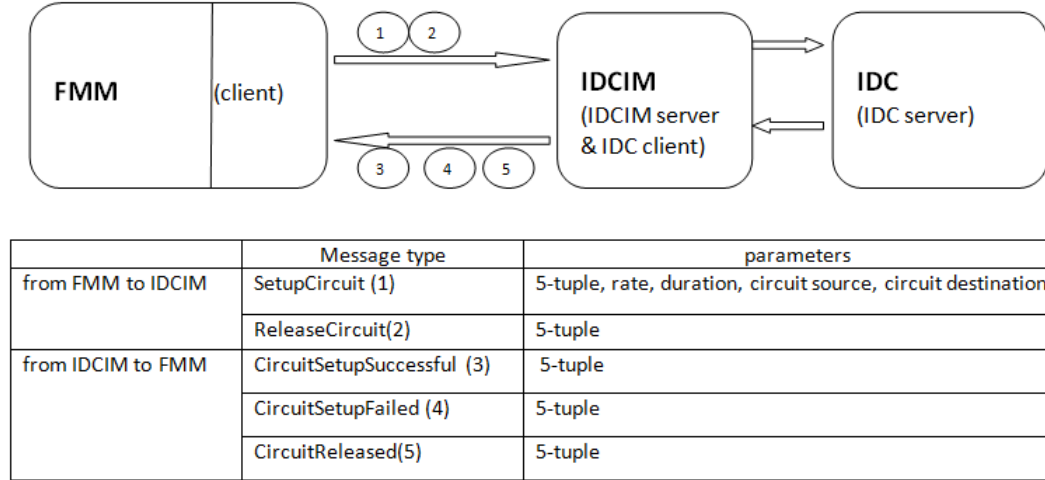 1 2
FMM (client)
IDCIM
(IDCIM server
& IDC client)
IDC
(IDC server)
3 4 5
Message type parameters
from FMM to IDCIM SetupCircuit (1) 5-tuple, rate, duration, circuit source, circuit destination
ReleaseCircuit(2) 5-tuple
from IDCIM to FMM CircuitSetupSuccessful (3) 5-tuple
CircuitSetupFailed (4) 5-tuple
CircuitReleased(5) 5-tuple